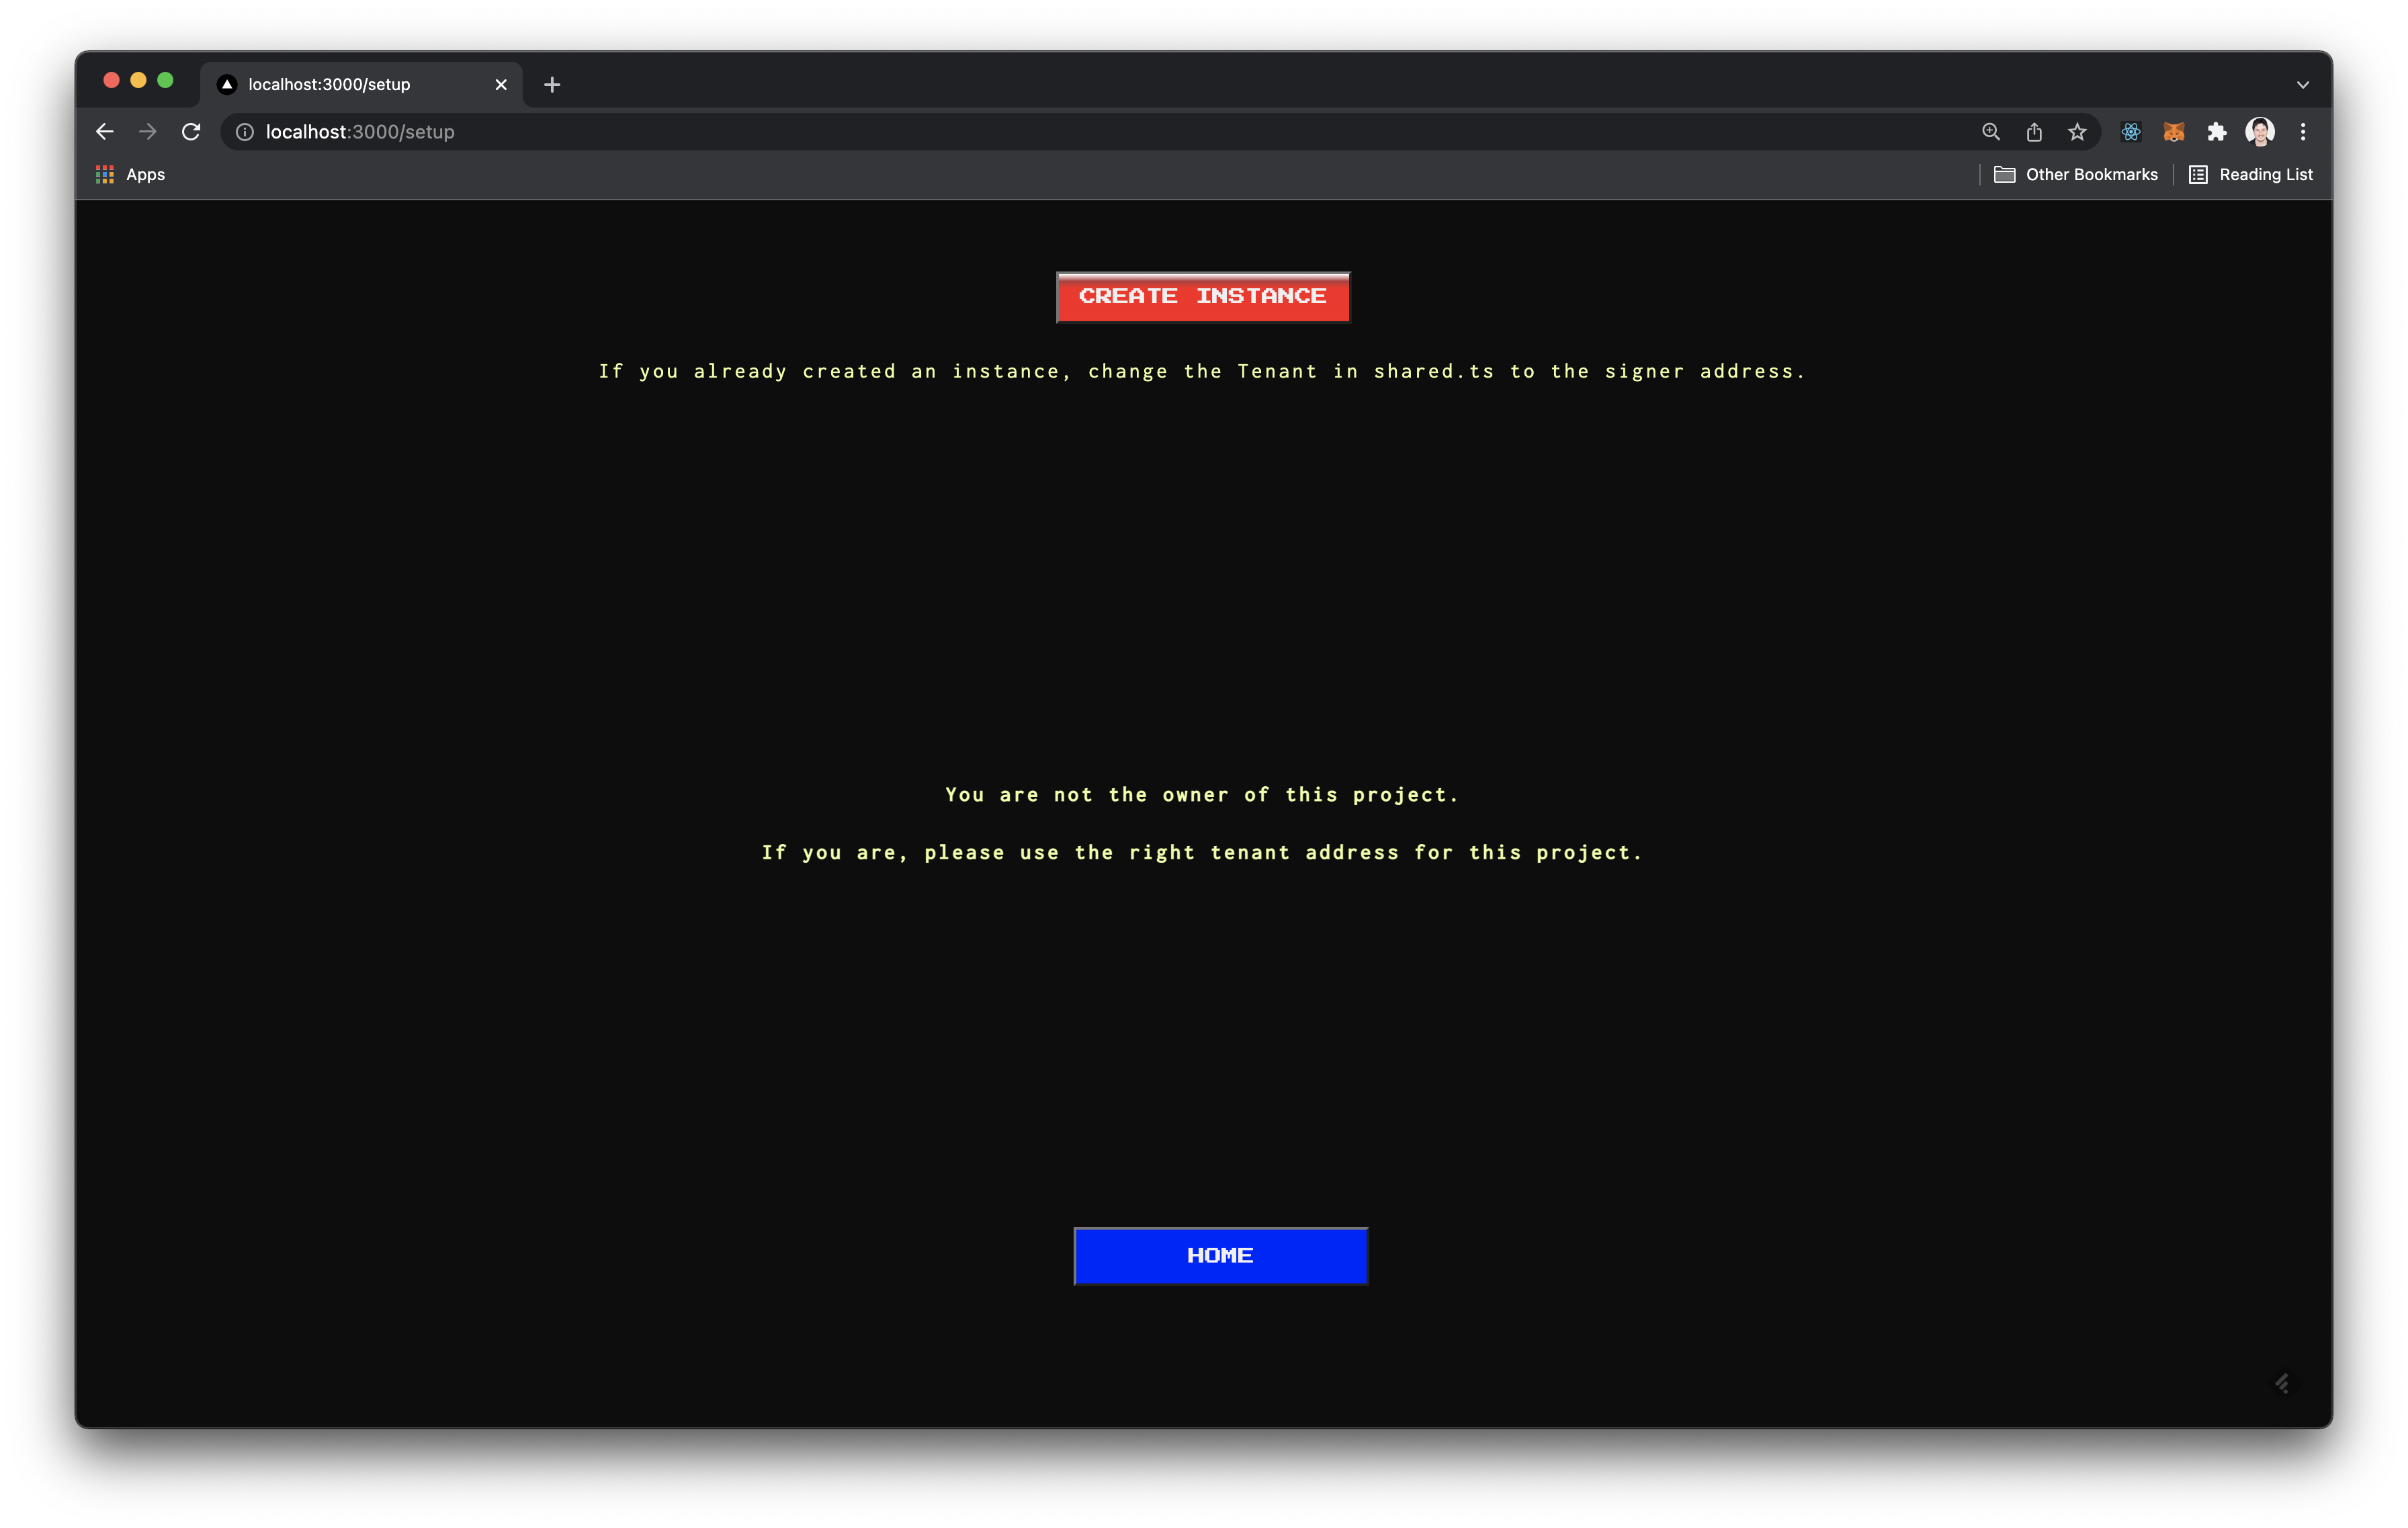 localhost:3000/setup
localhost:3000/setup
Apps
Other Bookmarks
Reading List
CREATE INSTANCE
If you already created an instance, change the Tenant in shared.ts to the signer address.
You are not the owner of this project.
If you are, please use the right tenant address for this project.
HOME